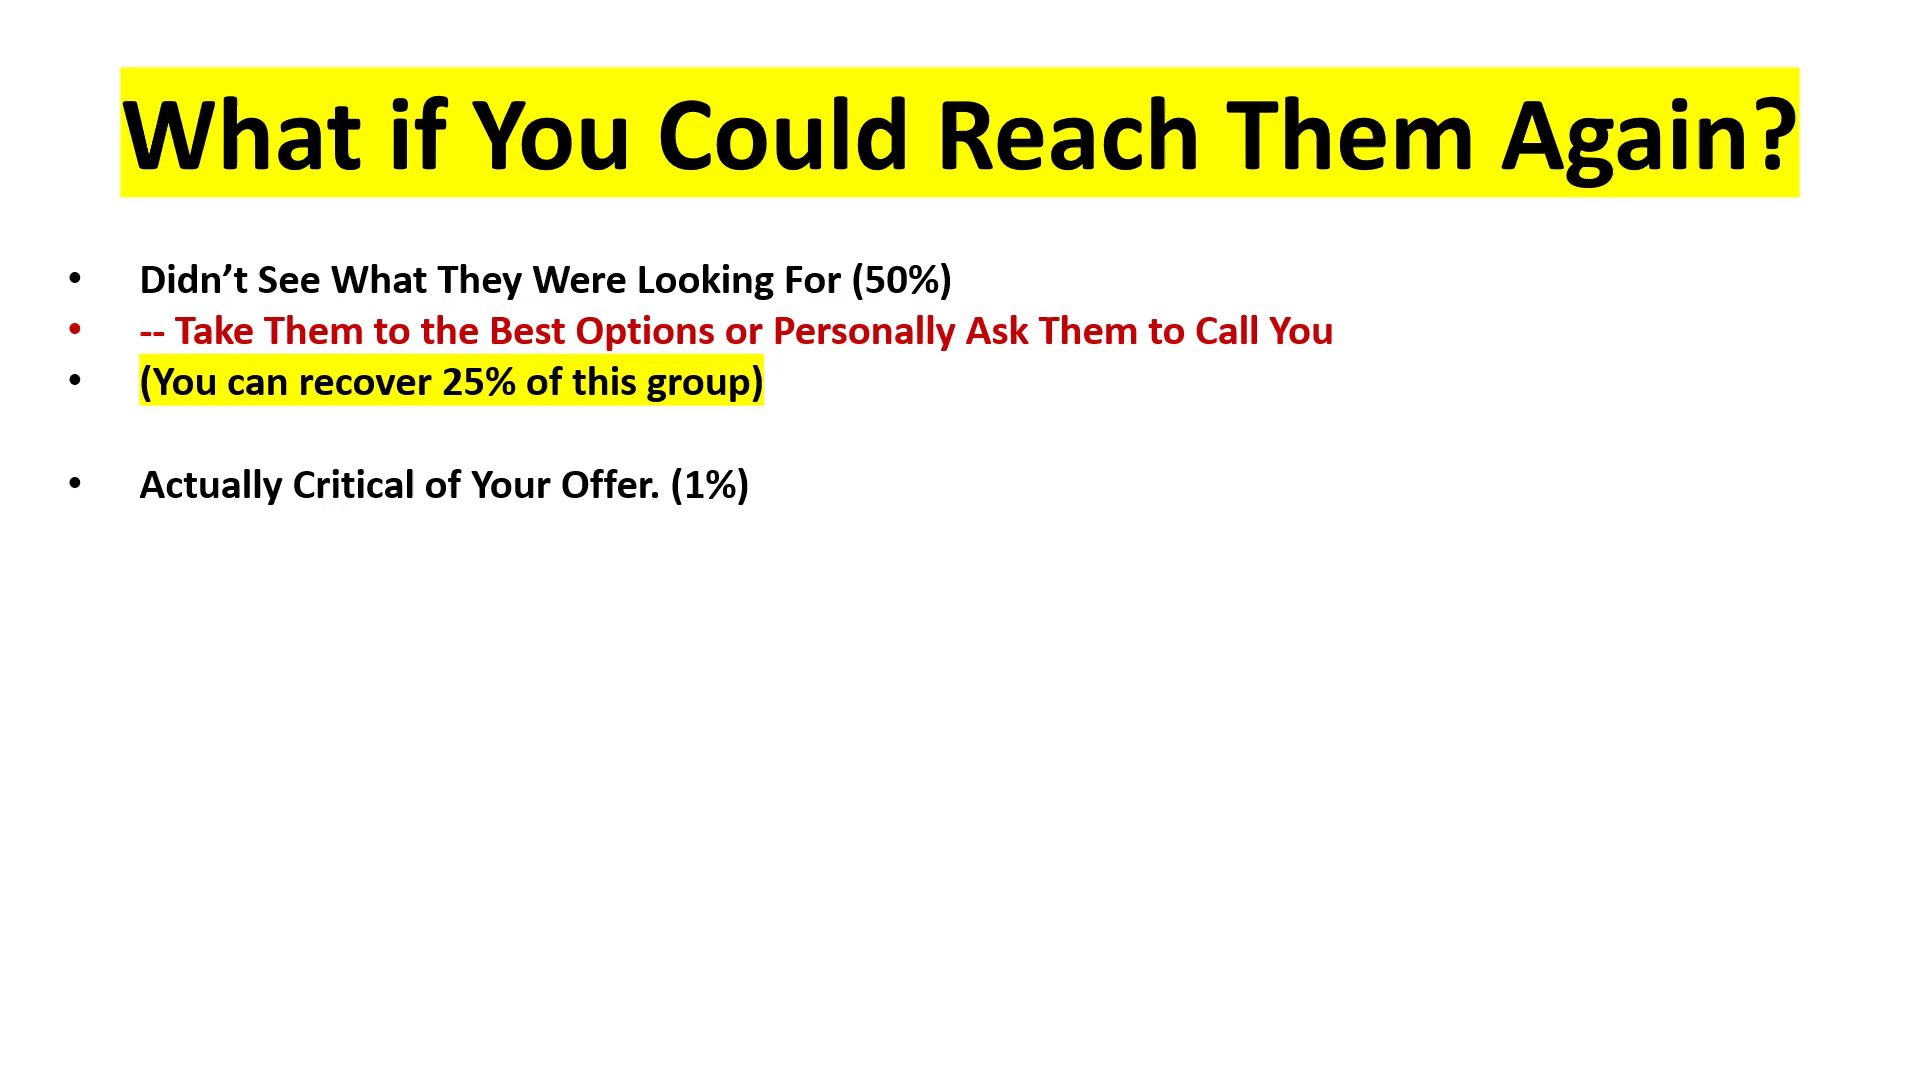 What if You Could Reach Them Again?
• Didn’t See What They Were Looking For (50%)
• -- Take Them to the Best Options or Personally Ask Them to Call You
• (You can recover 25% of this group)
• Actually Critical of Your Offer. (1%)